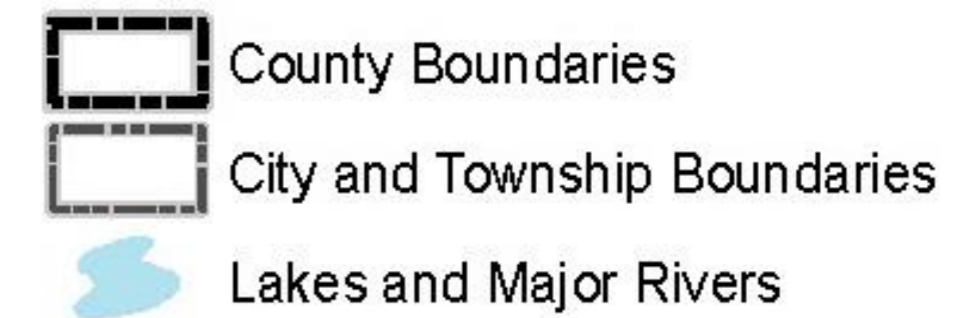 County Boundaries
City and Township Boundaries
Lakes and Major Rivers